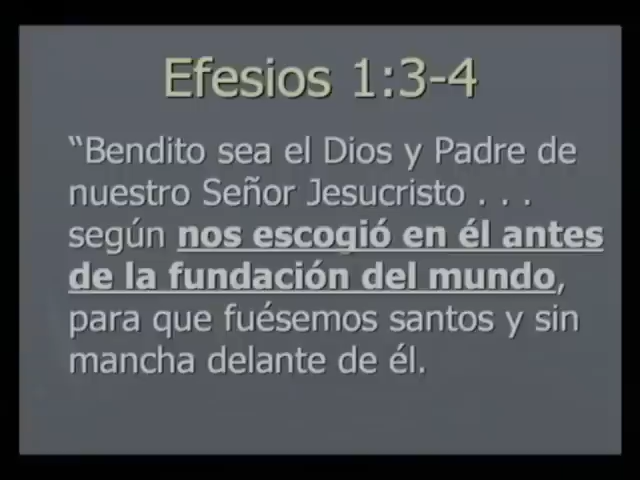 Efesios 1:3-4
“Bendito sea el Dios y Padre de
nuestro Señor Jesucristo . . .
según nos escogió en él antes
de la fundación del mundo,
para que fuésemos santos y sin
mancha delante de él.